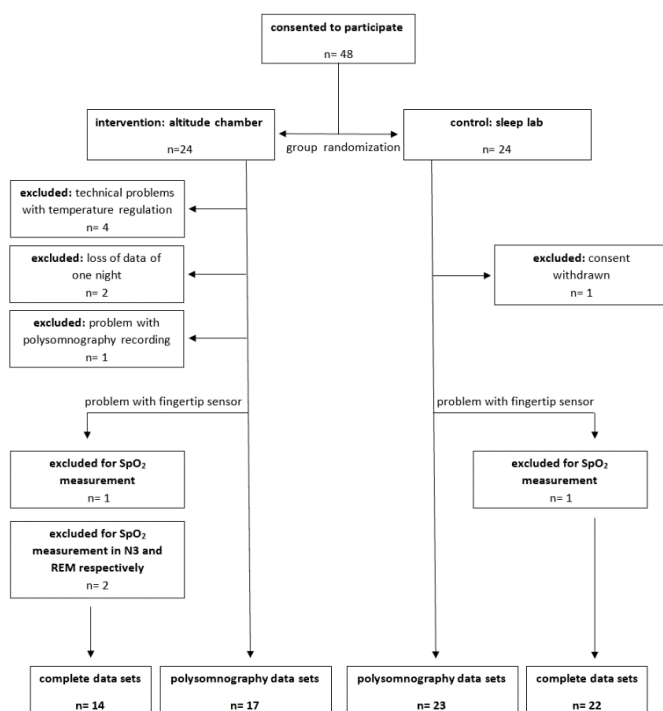 consented to participate
n= 48
intervention: altitude chamber
n=24
group randomization
control: sleep lab
n= 24
excluded: technical problems
with temperature regulation
n= 4
excluded: loss of data of
one night
n= 2
excluded: consent
withdrawn
n= 1
excluded: problem with
polysomnography recording
n= 1
problem with fingertip sensor
problem with fingertip sensor
excluded for SpO₂
measurement
n= 1
excluded for SpO₂
measurement
n= 1
excluded for SpO₂
measurement in N3 and
REM respectively
n= 2
complete data sets
n= 14
polysomnography data sets
n= 17
polysomnography data sets
n= 23
complete data sets
n= 22